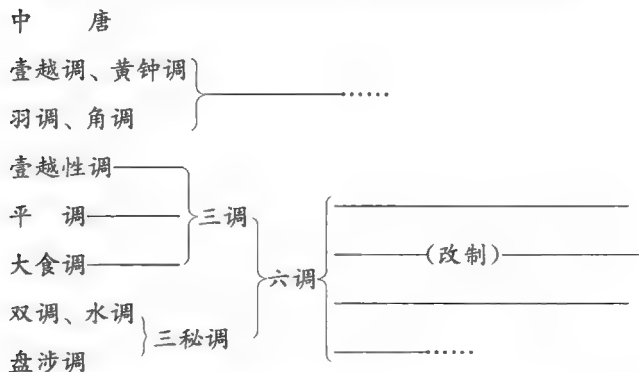 中 唐
壹越调、黄钟调
羽调、角调
……
壹越性调
平 调
大食调
三调
双调、水调
盘涉调
三秘调
六调
(改制)
……